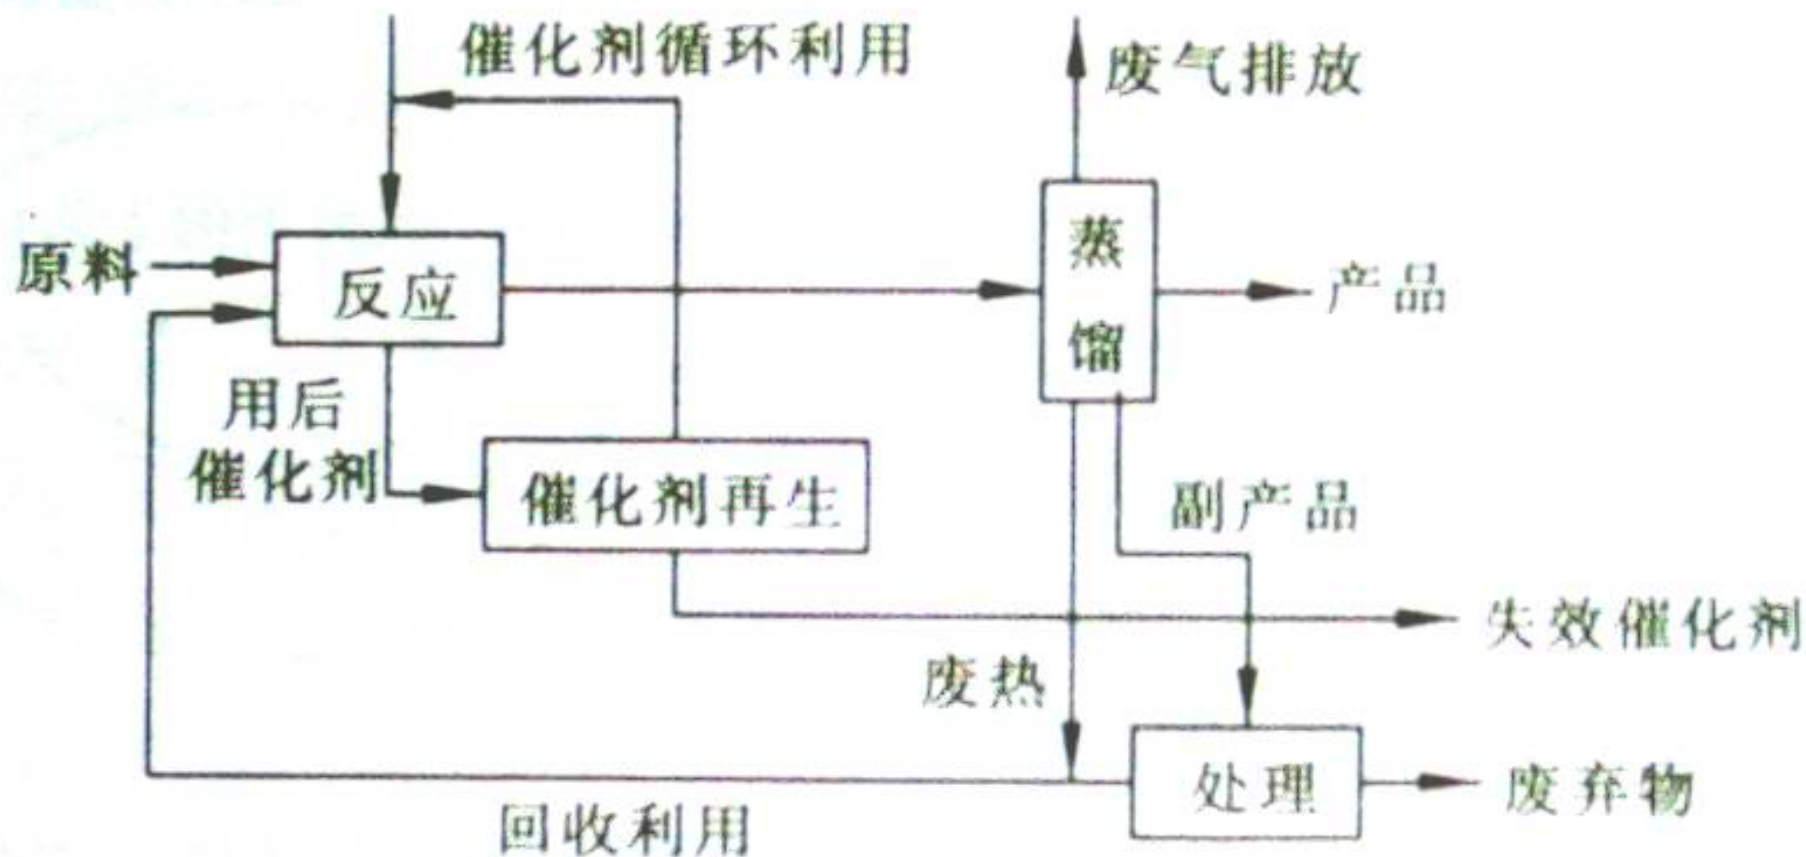 催化剂循环利用
废气排放
原料
反应
蒸馏
产品
用后
催化剂
催化剂再生
副产品
失效催化剂
废热
处理
废弃物
回收利用